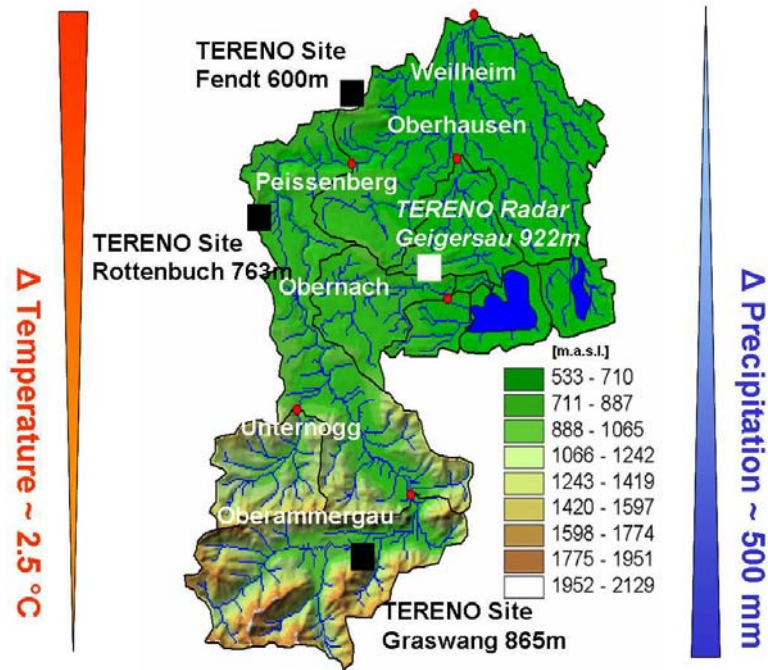 TERENO Site
Fendt 600m
Weilheim
Oberhausen
Peissenberg
TERENO Radar
Geigersau 922m
TERENO Site
Rottenbuch 763m
Obernach
Δ Temperature ~ 2.5 °C
Δ Precipitation ~ 500 mm
[m.a.s.l.]
533 - 710
711 - 887
888 - 1065
1066 - 1242
1243 - 1419
1420 - 1597
1598 - 1774
1775 - 1951
1952 - 2129
Unternogg
Oberammergau
TERENO Site
Graswang 865m